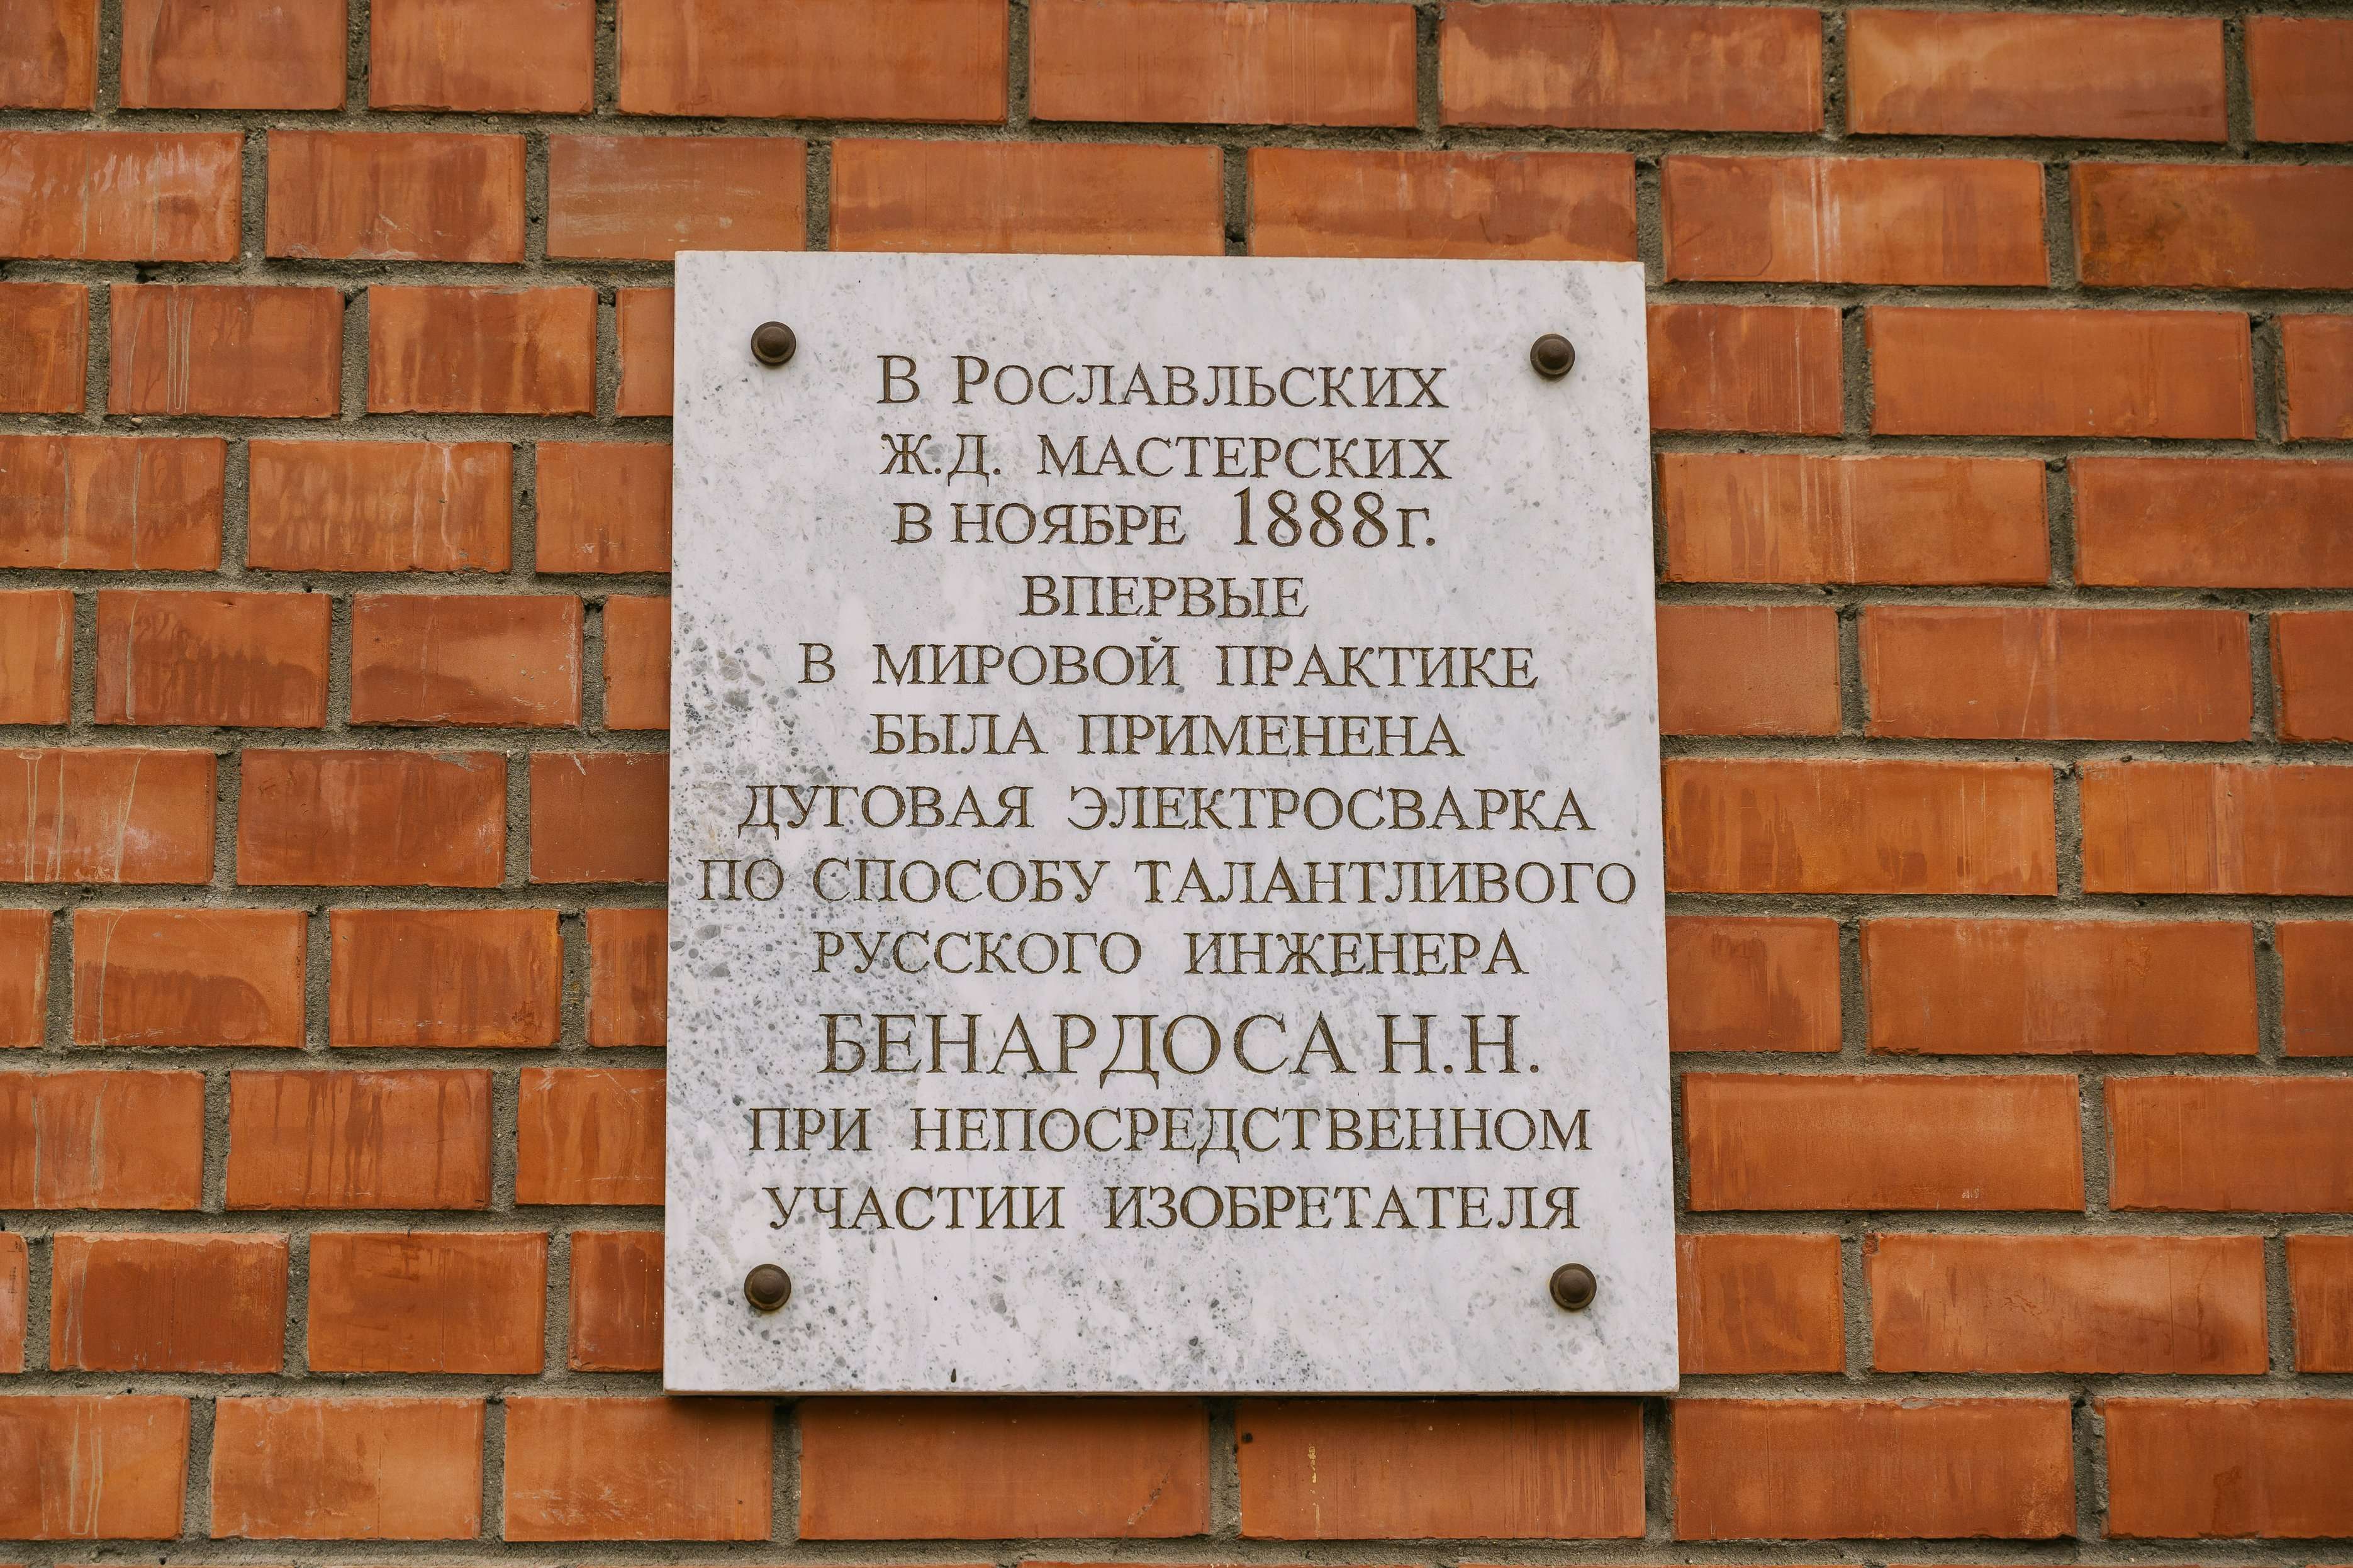 В РОСЛАВЛЬСКИХ
Ж.Д. МАСТЕРСКИХ
В НОЯБРЕ 1888Г.
ВПЕРВЫЕ
В МИРОВОЙ ПРАКТИКЕ
БЫЛА ПРИМЕНЕНА
ДУГОВАЯ ЭЛЕКТРОСВАРКА
ПО СПОСОБУ ТАЛАНТЛИВОГО
РУССКОГО ИНЖЕНЕРА
БЕНАРДОСА Н.Н.
ПРИ НЕПОСРЕДСТВЕННОМ
УЧАСТИИ ИЗОБРЕТАТЕЛЯ